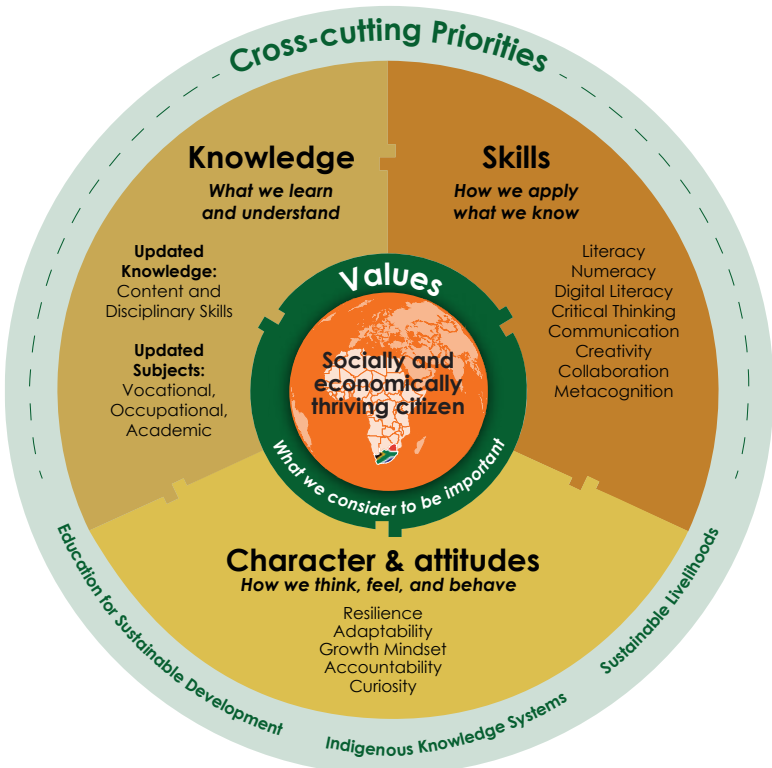 Cross-cutting Priorities
Knowledge
What we learn
and understand
Updated
Knowledge:
Content and
Disciplinary Skills
Updated
Subjects:
Vocational,
Occupational,
Academic
Skills
How we apply
what we know
Literacy
Numeracy
Digital Literacy
Critical Thinking
Communication
Creativity
Collaboration
Metacognition
Values
Socially and
economically
thriving citizen
What we consider to be important
Character & attitudes
How we think, feel, and behave
Resilience
Adaptability
Growth Mindset
Accountability
Curiosity
Education for Sustainable Development
Indigenous Knowledge Systems
Sustainable Livelihoods